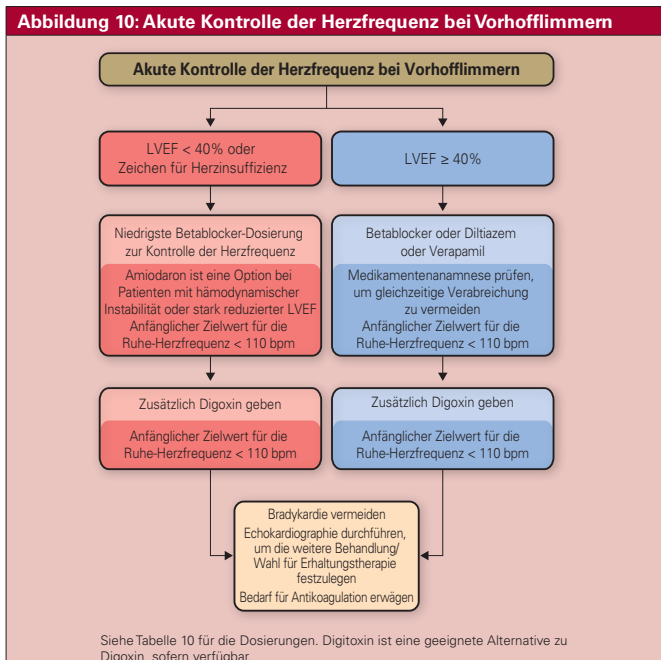 Abbildung 10: Akute Kontrolle der Herzfrequenz bei Vorhofflimmern
Akute Kontrolle der Herzfrequenz bei Vorhofflimmern
LVEF < 40% oder
Zeichen für Herzinsuffizienz
LVEF ≥ 40%
Niedrigste Betablocker-Dosierung
zur Kontrolle der Herzfrequenz
Amiodaron ist eine Option bei
Patienten mit hämodynamischer
Instabilität oder stark reduzierter LVEF
Anfänglicher Zielwert für die
Ruhe-Herzfrequenz < 110 bpm
Betablocker oder Diltiazem
oder Verapamil
Medikamentenanamnese prüfen,
um gleichzeitige Verabreichung
zu vermeiden
Anfänglicher Zielwert für die
Ruhe-Herzfrequenz < 110 bpm
Zusätzlich Digoxin geben
Anfänglicher Zielwert für die
Ruhe-Herzfrequenz < 110 bpm
Zusätzlich Digoxin geben
Anfänglicher Zielwert für die
Ruhe-Herzfrequenz < 110 bpm
Bradykardie vermeiden
Echokardiographie durchführen,
um die weitere Behandlung/
Wahl für Erhaltungstherapie
festzulegen
Bedarf für Antikoagulation erwägen
Siehe Tabelle 10 für die Dosierungen. Digitoxin ist eine geeignete Alternative zu
Digoxin, sofern verfügbar.